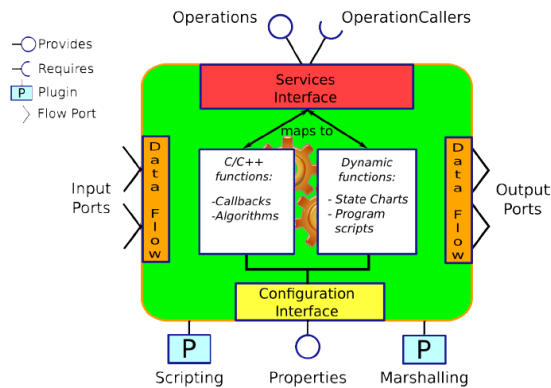 Operations
OperationCallers
Provides
Requires
P
Plugin
Flow Port
Services
Interface
maps to
Data Flow
C/C++
functions:
-Callbacks
-Algorithms
Dynamic
functions:
- State Charts
- Program
scripts
Data Flow
Input
Ports
Output
Ports
Configuration
Interface
P
P
Scripting
Properties
Marshalling